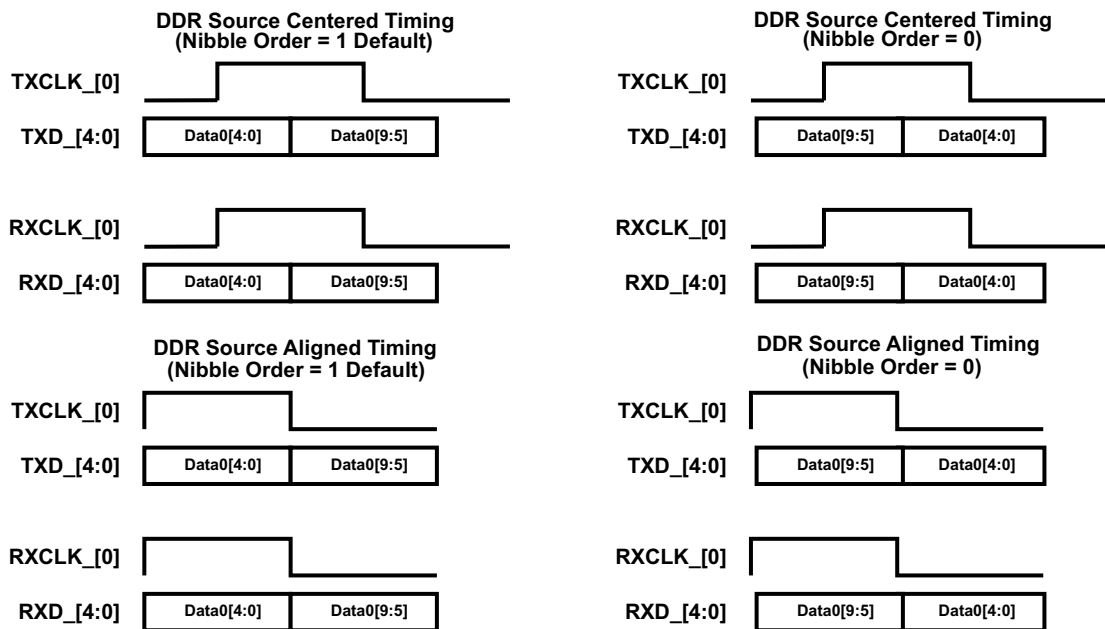 DDR Source Centered Timing
(Nibble Order = 1 Default)
TXCLK_[0]
TXD_[4:0]
Data0[4:0]
Data0[9:5]
RXCLK_[0]
RXD_[4:0]
Data0[4:0]
Data0[9:5]
DDR Source Centered Timing
(Nibble Order = 0)
TXCLK_[0]
TXD_[4:0]
Data0[9:5]
Data0[4:0]
RXCLK_[0]
RXD_[4:0]
Data0[9:5]
Data0[4:0]
DDR Source Aligned Timing
(Nibble Order = 1 Default)
TXCLK_[0]
TXD_[4:0]
Data0[4:0]
Data0[9:5]
RXCLK_[0]
RXD_[4:0]
Data0[4:0]
Data0[9:5]
DDR Source Aligned Timing
(Nibble Order = 0)
TXCLK_[0]
TXD_[4:0]
Data0[9:5]
Data0[4:0]
RXCLK_[0]
RXD_[4:0]
Data0[9:5]
Data0[4:0]